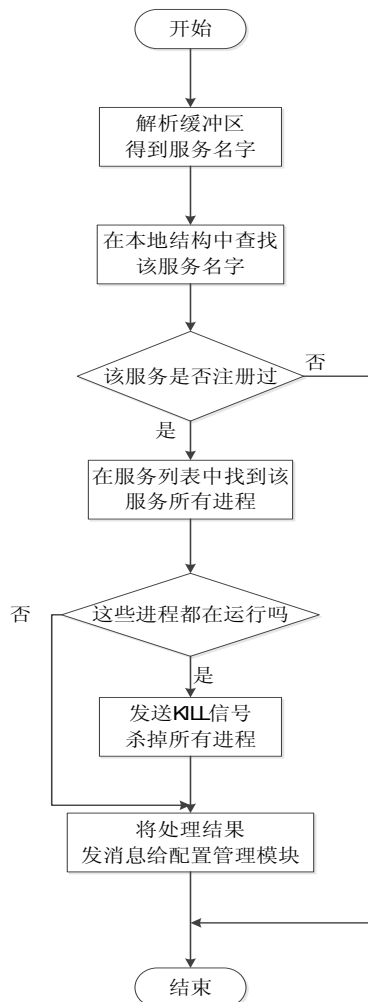 开始
解析缓冲区
得到服务名字
在本地结构中查找
该服务名字
该服务是否注册过
否
是
在服务列表中找到该
服务所有进程
否
这些进程都在运行吗
是
发送KILL信号
杀掉所有进程
将处理结果
发消息给配置管理模块
结束